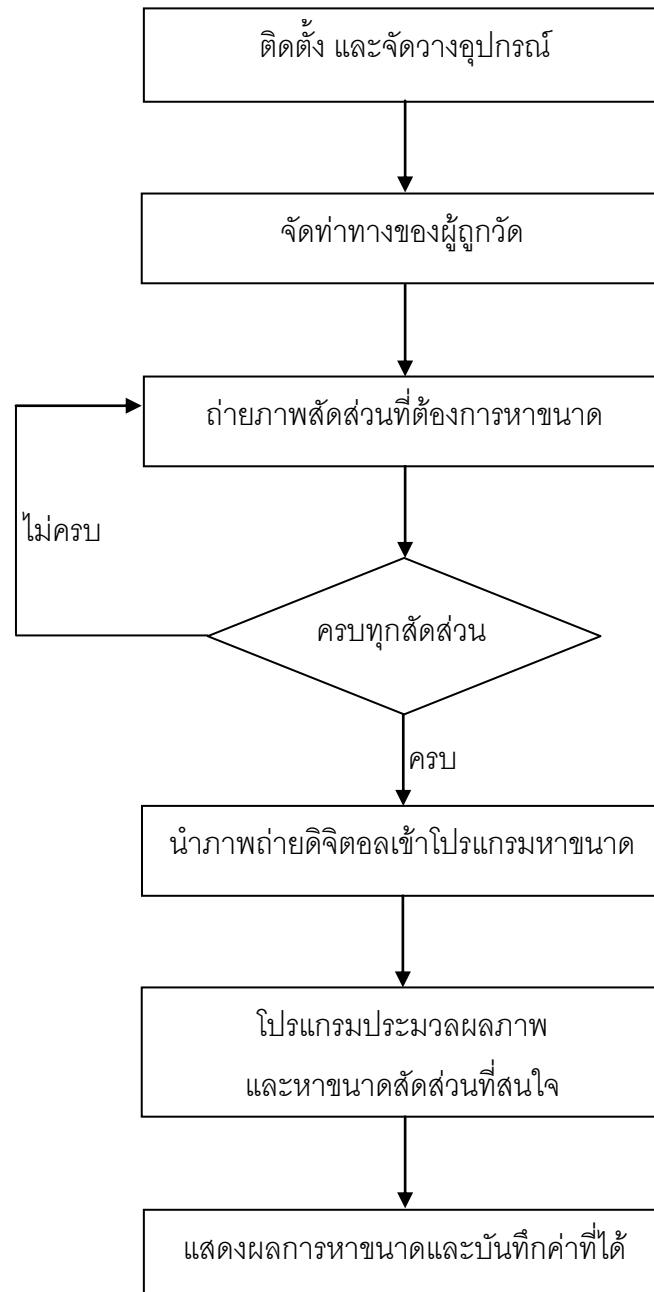 ติดตั้ง และจัดวางอุปกรณ์
จัดท่าทางของผู้ถูกวัด
ถ่ายภาพสัดส่วนที่ต้องการหาขนาด
ไม่ครบ
ครบทุกสัดส่วน
ครบ
นำภาพถ่ายดิจิตอลเข้าโปรแกรมหาขนาด
โปรแกรมประมวลผลภาพ
และหาขนาดสัดส่วนที่สนใจ
แสดงผลการหาขนาดและบันทึกค่าที่ได้